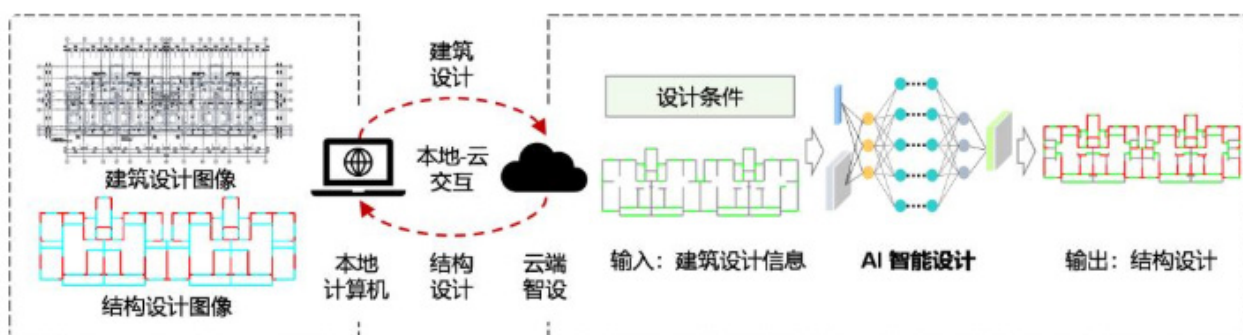 建筑设计图像
结构设计图像
本地
计算机
建筑
设计
本地-云
交互
结构
设计
云端
智设
设计条件
输入：建筑设计信息
AI 智能设计
输出：结构设计